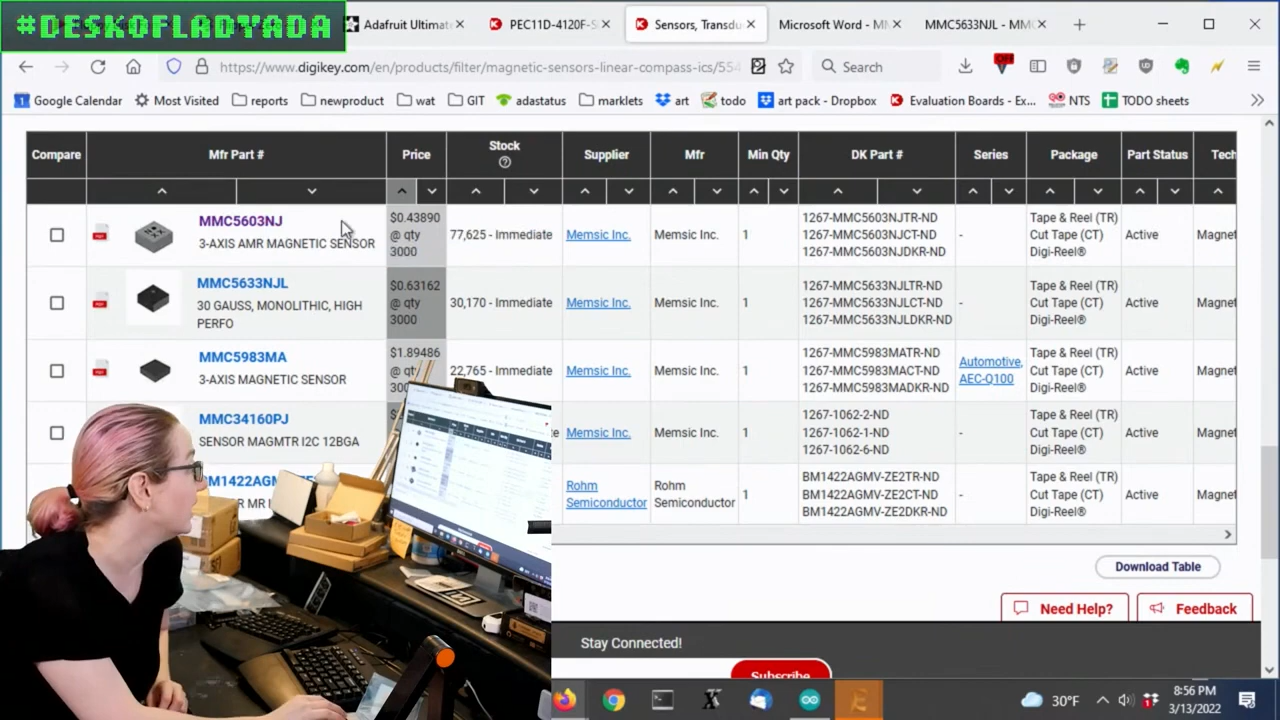 #DESKOFLADYADA
Adafruit Ultimat
PEC11D-4120F-S
Sensors, Transdu
Microsoft Word - MM
MMC5633NJL - MMC
https://www.digikey.com/en/products/filter/magnetic-sensors-linear-compass-ics/554
Search
Google Calendar
Most Visited
reports
newproduct
wat
GIT
adastatus
marklets
art
todo
art pack - Dropbox
Evaluation Boards - Ex...
NTS
TODO sheets
Compare
Mfr Part #
Price
Stock
Supplier
Mfr
Min Qty
DK Part #
Series
Package
Part Status
Tech
MMC5603NJ
3-AXIS AMR MAGNETIC SENSOR
$0.43890
@ qty
3000
77,625 - Immediate
Memsic Inc.
Memsic Inc.
1
1267-MMC5603NJTR-ND
1267-MMC5603NJCT-ND
1267-MMC5603NJDKR-ND
-
Tape & Reel (TR)
Cut Tape (CT)
Digi-Reel®
Active
Magnet
MMC5633NJL
30 GAUSS, MONOLITHIC, HIGH
PERFO
$0.63162
@ qty
3000
30,170 - Immediate
Memsic Inc.
Memsic Inc.
1
1267-MMC5633NJLTR-ND
1267-MMC5633NJLCT-ND
1267-MMC5633NJLDKR-ND
-
Tape & Reel (TR)
Cut Tape (CT)
Digi-Reel®
Active
Magnet
MMC5983MA
3-AXIS MAGNETIC SENSOR
$1.89486
@ qty
22,765 - Immediate
Memsic Inc.
Memsic Inc.
1
1267-MMC5983MATR-ND
1267-MMC5983MACT-ND
1267-MMC5983MADKR-ND
Automotive,
AEC-Q100
Tape & Reel (TR)
Cut Tape (CT)
Digi-Reel®
Active
Magnet
MMC34160PJ
SENSOR MAGMTR I2C 12BGA
Memsic Inc.
Memsic Inc.
1
1267-1062-2-ND
1267-1062-1-ND
1267-1062-6-ND
-
Tape & Reel (TR)
Cut Tape (CT)
Digi-Reel®
Active
Magnet
BM1422AGMV
R MR I
Rohm
Semiconductor
Rohm
Semiconductor
1
BM1422AGMV-ZE2TR-ND
BM1422AGMV-ZE2CT-ND
BM1422AGMV-ZE2DKR-ND
-
Tape & Reel (TR)
Cut Tape (CT)
Digi-Reel®
Active
Magnet
Download Table
Need Help?
Feedback
Stay Connected!
Subscribe
30°F
8:56 PM
3/13/2022